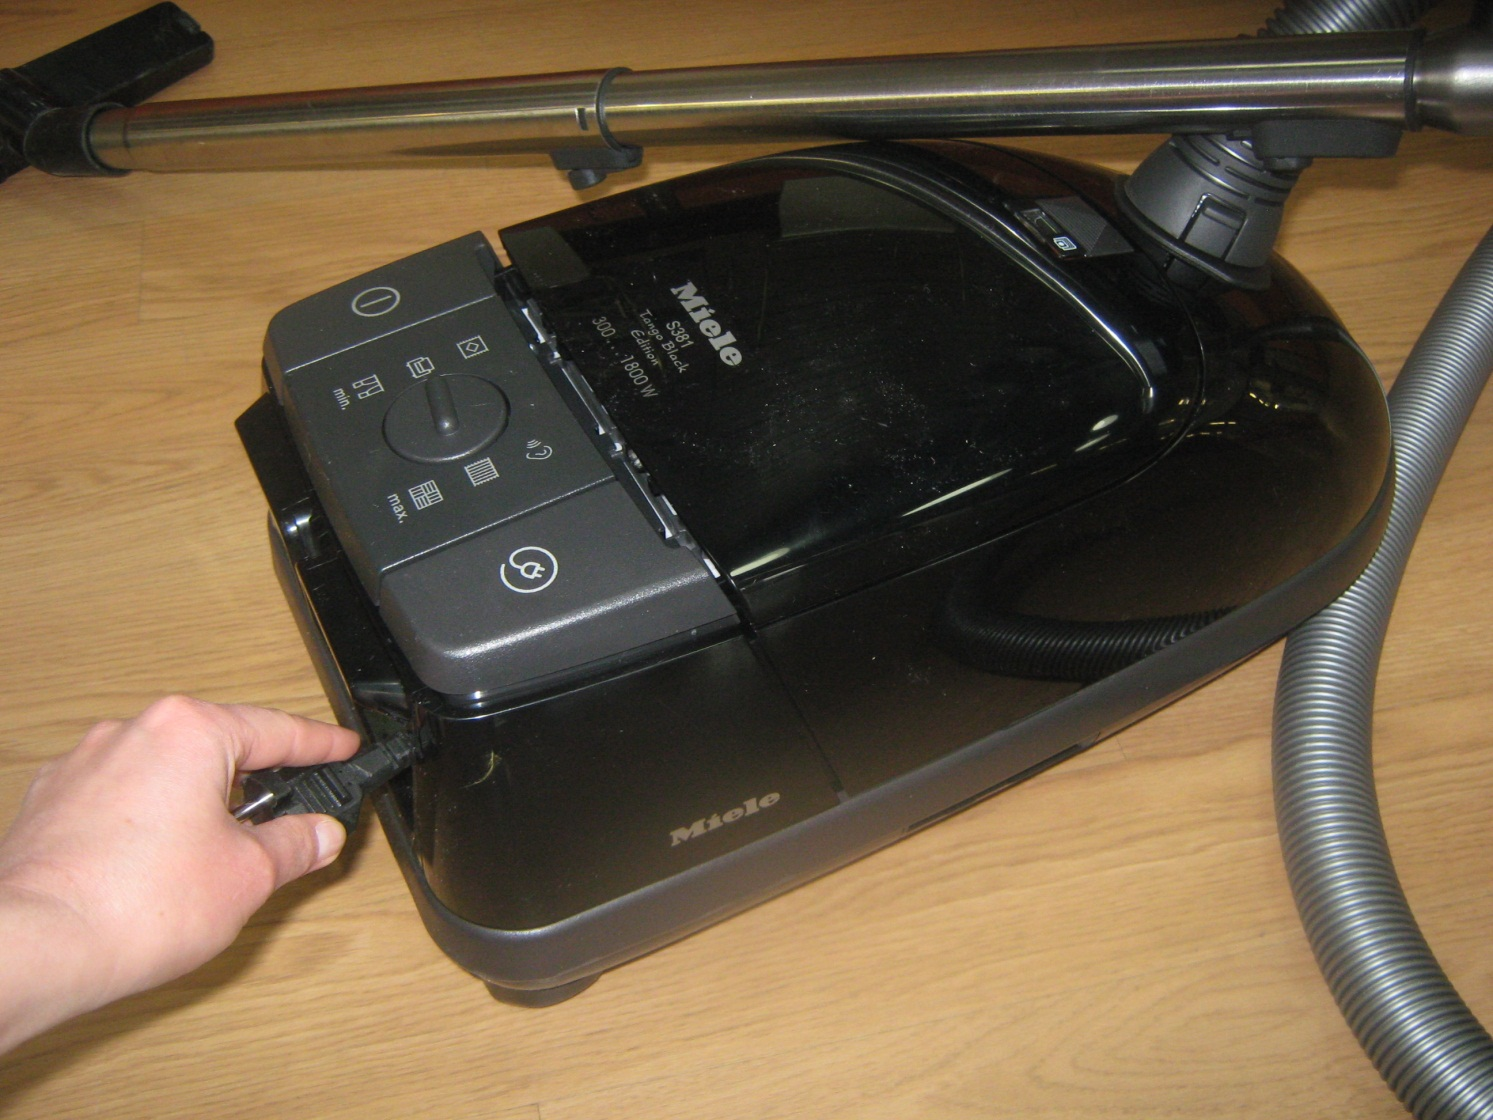 Miele
S381
Tango Black
Edition
300...1800 W
min.
max.
Miele